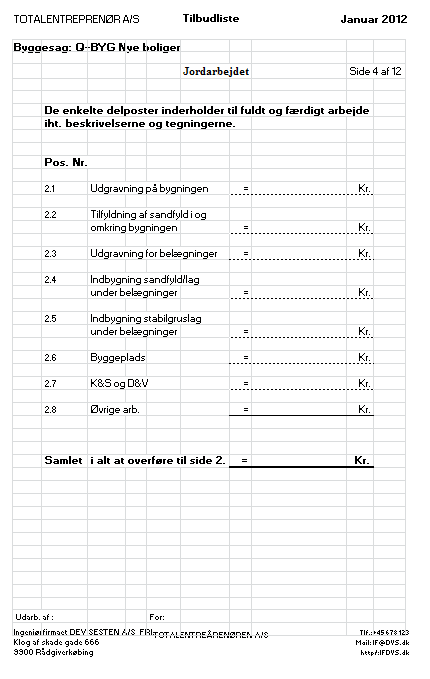 TOTALENTREPRENØR A/S Tilbudliste Januar 2012
Byggesag: Q-BYG Nye boliger
Jordarbejdet Side 4 af 12
De enkelte delposter inderholder til fuldt og færdigt arbejde
iht. beskrivelserne og tegningerne.
Pos. Nr.
2.1 Udgravning på bygningen = Kr.
2.2 Tilfyldning af sandfyld i og
omkring bygningen = Kr.
2.3 Udgravning for belægninger = Kr.
2.4 Indbygning sandfyld/lag
under belægninger = Kr.
2.5 Indbygning stabilgruslag
under belægninger = Kr.
2.6 Byggeplads = Kr.
2.7 K&S og D&V = Kr.
2.8 Øvrige arb. = Kr.
Samlet i alt at overføre til side 2. = Kr.
Udarb. af : For:
Ingeniørfirmaet DEV SESTEN A/S FRI TOTALENTREÅRENØREN A/S Tlf.:+45 678 123
Klog af skade gade 666 Mail: IF@DVS.dk
9900 Rådgiverkøbing http:IFDVS.dk